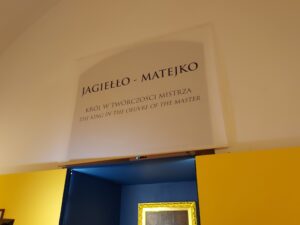 JAGIEŁŁO - MATEJKO
KRÓL W TWÓRCZOŚCI MISTRZA
THE KING IN THE OEUVRE OF THE MASTER